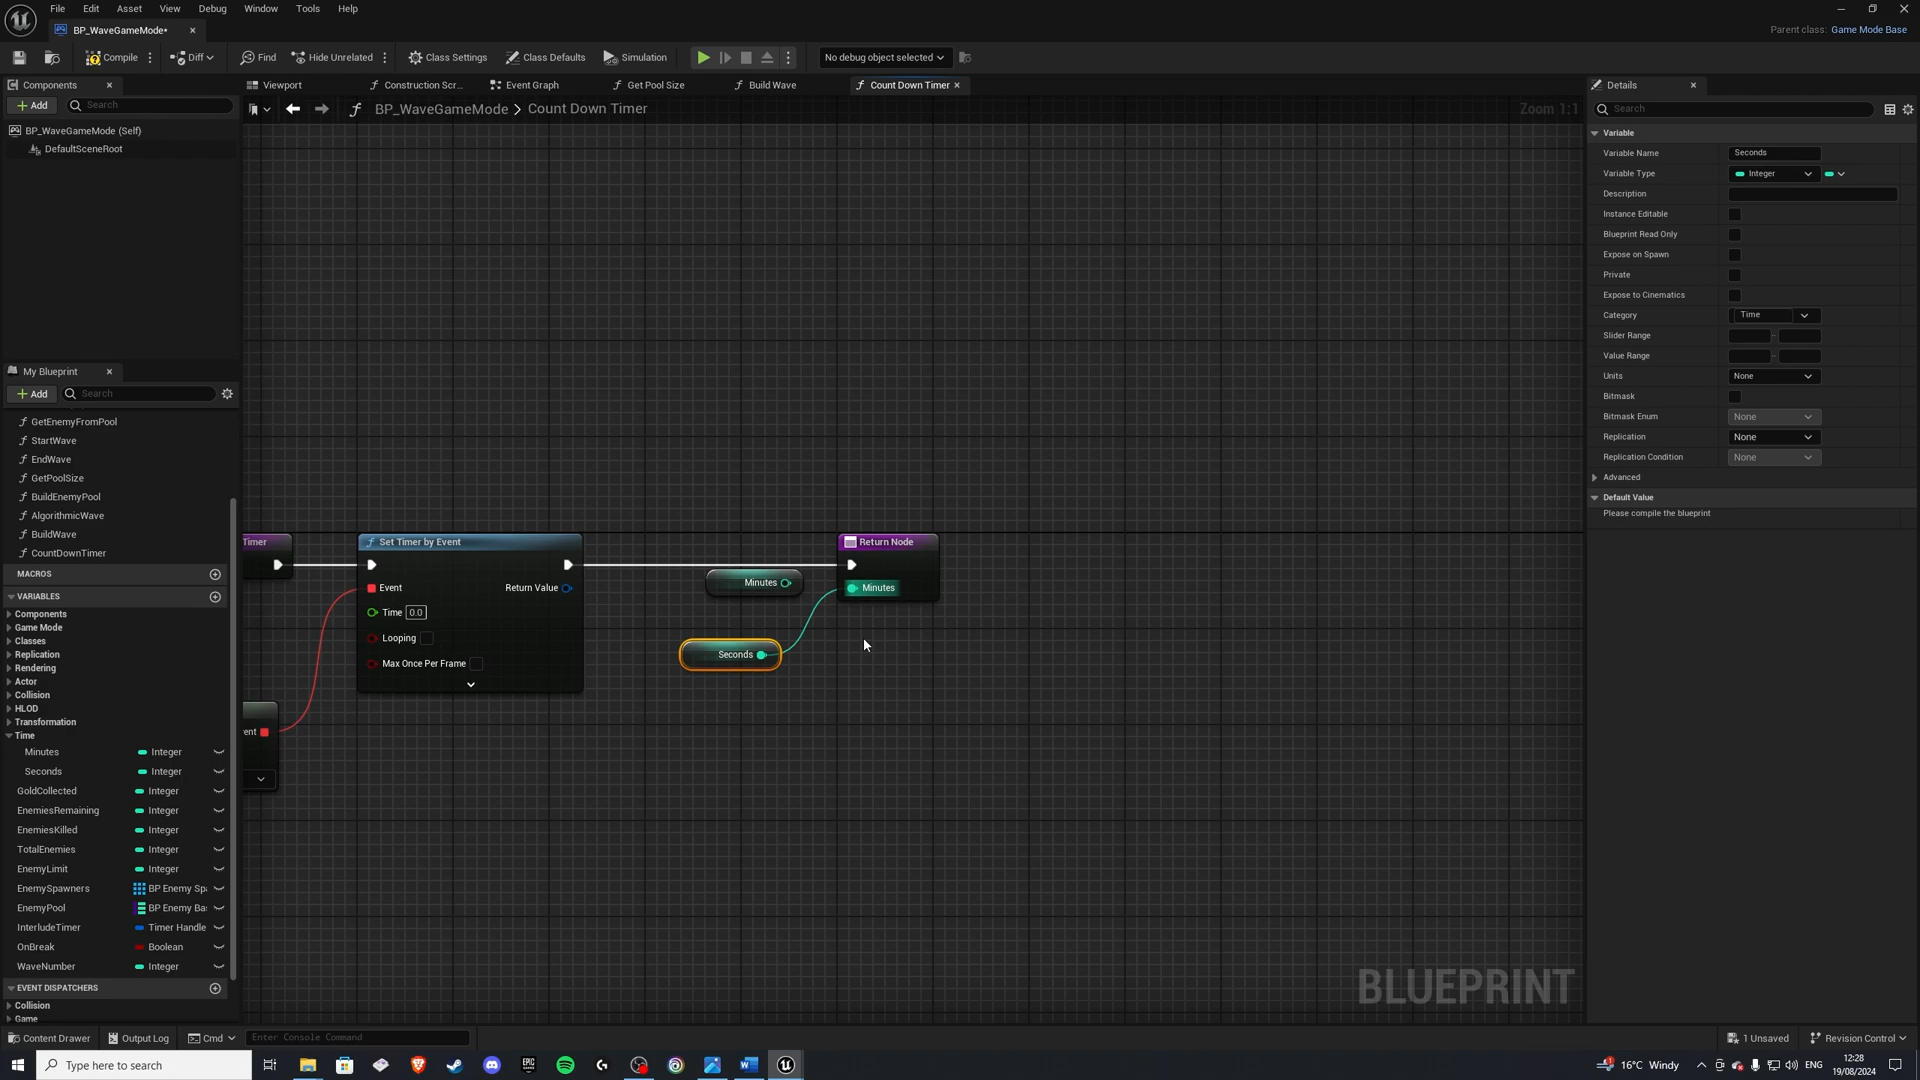 File Edit Asset View Debug Window Tools Help
BP_WaveGameMode*
Parent class: Game Mode Base
Compile Diff Find Hide Unrelated Class Settings Class Defaults Simulation No debug object selected
Components
Viewport Construction Scr... Event Graph Get Pool Size Build Wave Count Down Timer
Details
Add Search
BP_WaveGameMode > Count Down Timer
Zoom 1:1
Search
BP_WaveGameMode (Self)
DefaultSceneRoot
Variable
Variable Name Seconds
Variable Type Integer
Description
Instance Editable
Blueprint Read Only
Expose on Spawn
Private
Expose to Cinematics
Category Time
Slider Range
Value Range
Units None
Bitmask
Bitmask Enum None
Replication None
Replication Condition None
Advanced
Default Value
Please compile the blueprint
My Blueprint
Add Search
GetEnemyFromPool
StartWave
EndWave
GetPoolSize
BuildEnemyPool
AlgorithmicWave
BuildWave
CountDownTimer
MACROS
VARIABLES
Components
Game Mode
Classes
Replication
Rendering
Actor
Collision
HLOD
Transformation
Time
Minutes Integer
Seconds Integer
GoldCollected Integer
EnemiesRemaining Integer
EnemiesKilled Integer
TotalEnemies Integer
EnemyLimit Integer
EnemySpawners BP Enemy Spa
EnemyPool BP Enemy Ba
InterludeTimer Timer Handle
OnBreak Boolean
WaveNumber Integer
EVENT DISPATCHERS
Collision
Game
Timer
Set Timer by Event
Event Return Value
Time 0.0
Looping
Max Once Per Frame
ent
Minutes
Seconds
Return Node
Minutes
BLUEPRINT
Content Drawer Output Log Cmd Enter Console Command
1 Unsaved Revision Control
Type here to search
16°C Windy
ENG
12:28
19/08/2024